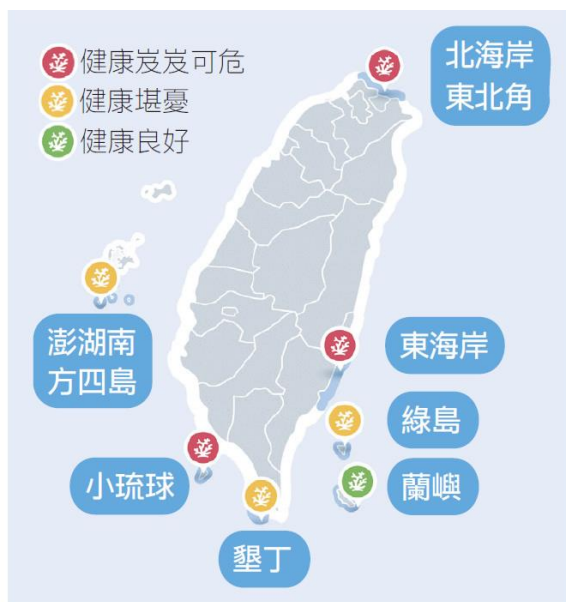 健康岌岌可危
健康堪憂
健康良好
北海岸
東北角
澎湖南
方四島
東海岸
綠島
小琉球
蘭嶼
墾丁